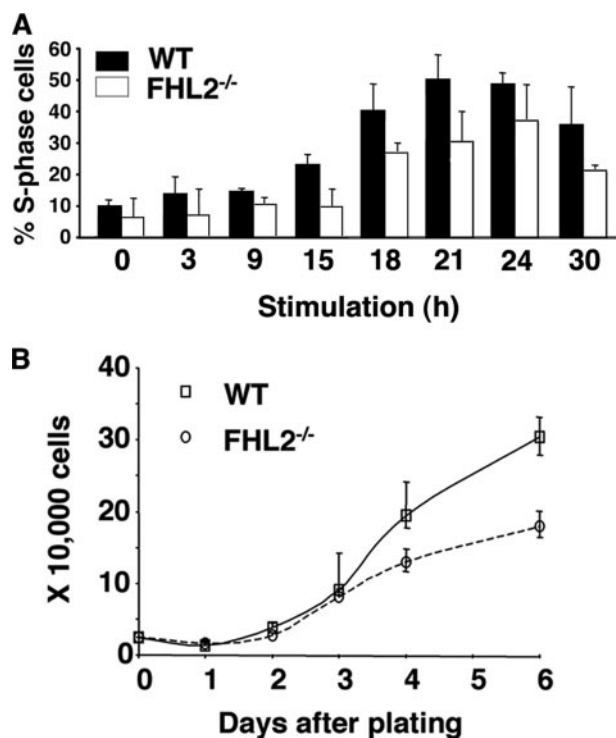 A
% S-phase cells
60
50
40
30
20
10
0
WT
FHL2-/-
0 3 9 15 18 21 24 30
Stimulation (h)
B
X 10,000 cells
40
30
20
10
0
WT
FHL2-/-
0 1 2 3 4 5 6
Days after plating